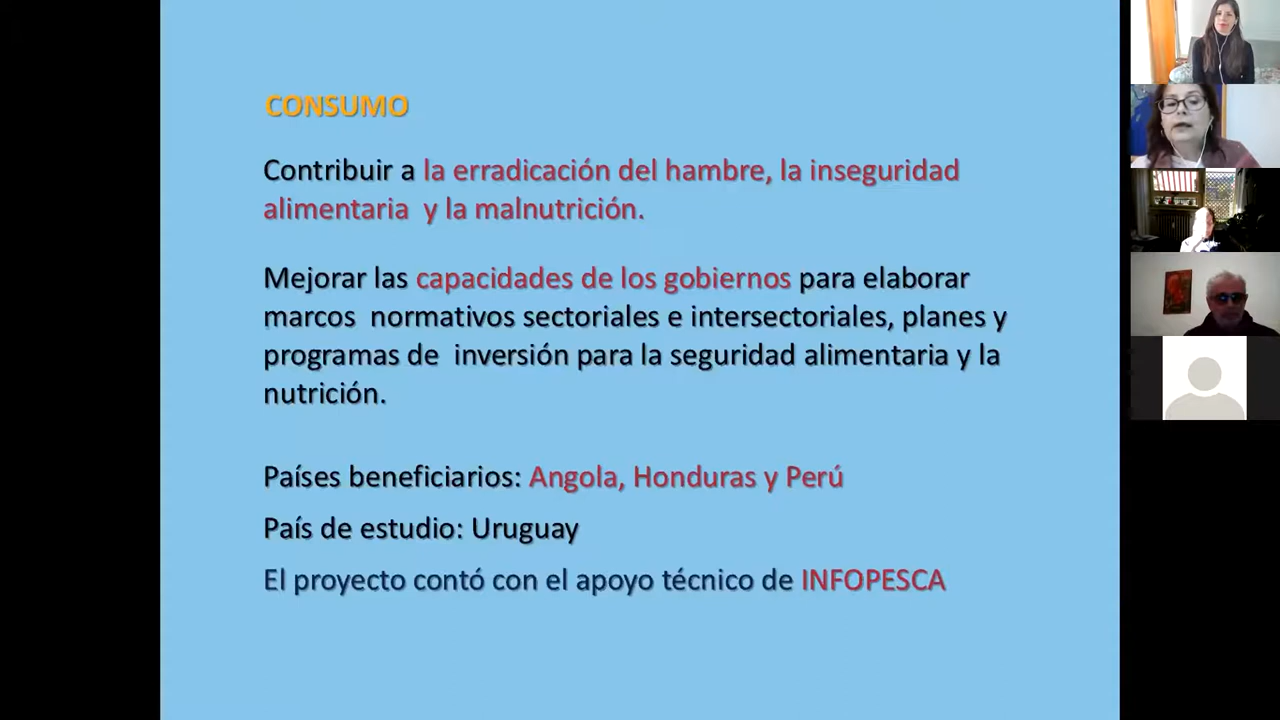 CONSUMO
Contribuir a la erradicación del hambre, la inseguridad
alimentaria y la malnutrición.
Mejorar las capacidades de los gobiernos para elaborar
marcos normativos sectoriales e intersectoriales, planes y
programas de inversión para la seguridad alimentaria y la
nutrición.
Países beneficiarios: Angola, Honduras y Perú
País de estudio: Uruguay
El proyecto contó con el apoyo técnico de INFOPESCA